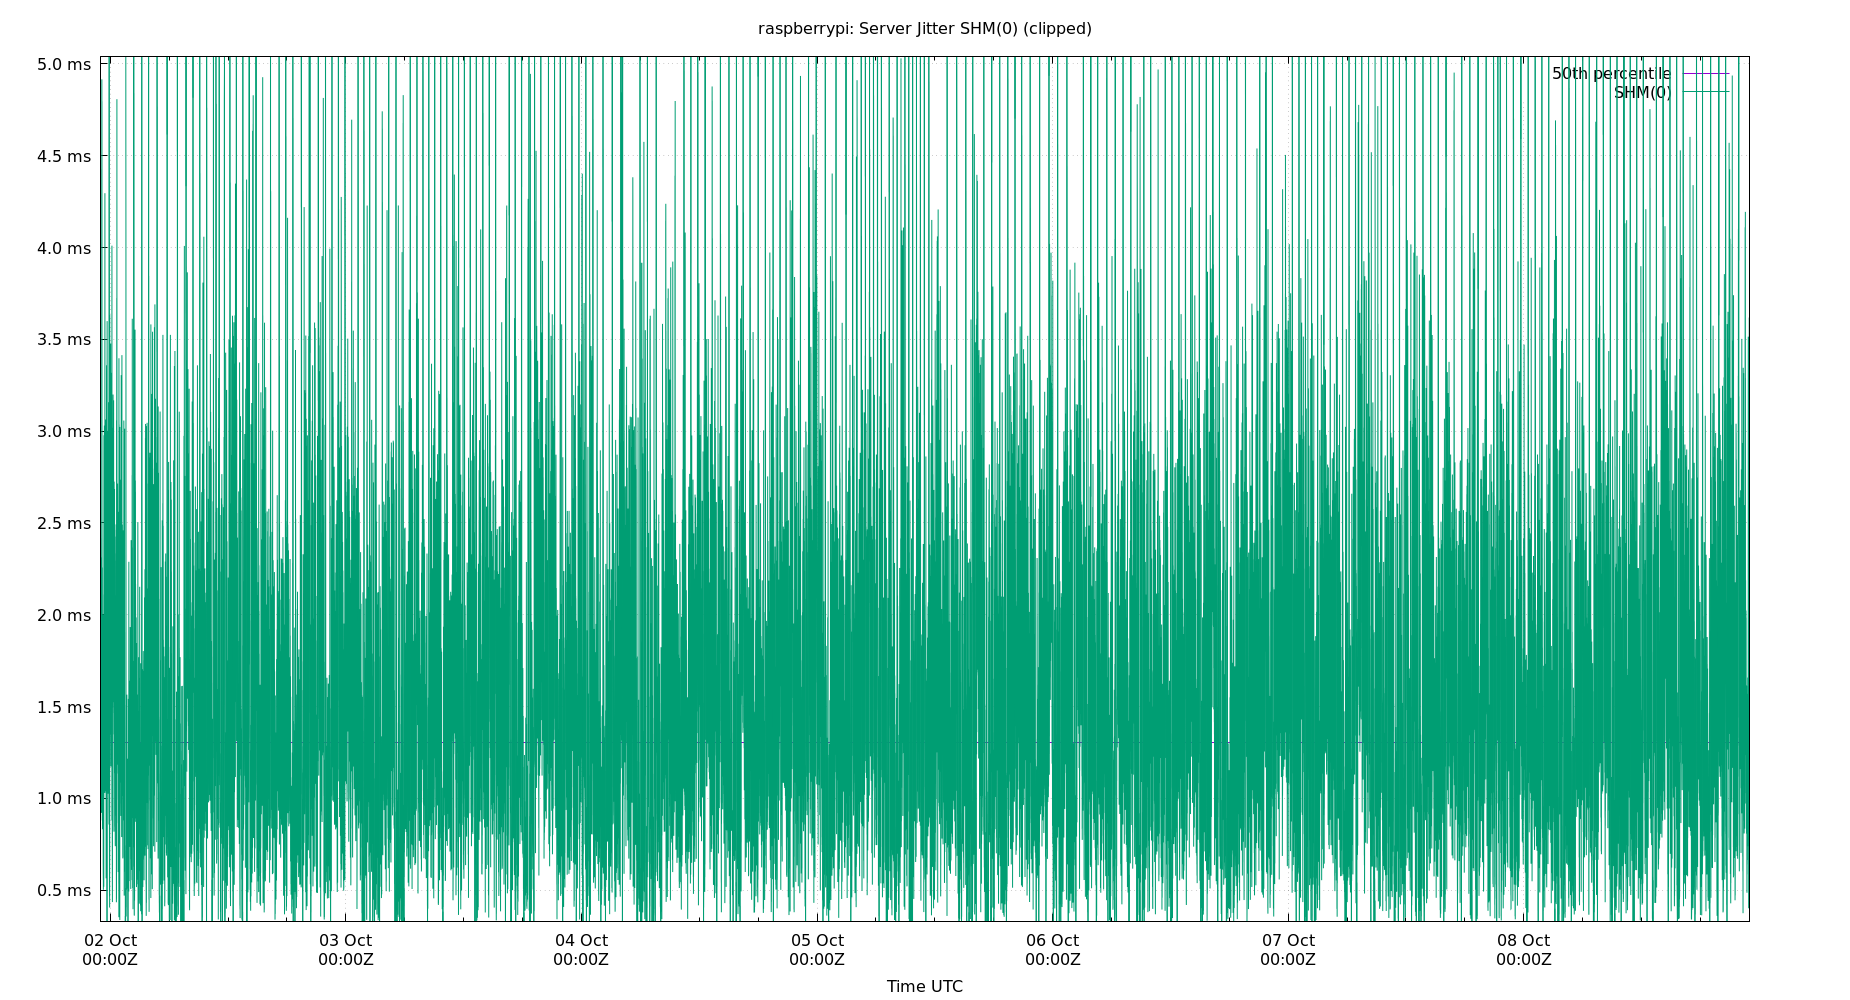 raspberrypi: Server Jitter SHM(0) (clipped)
5.0 ms
50th percentile
SHM(0)
4.5 ms
4.0 ms
3.5 ms
3.0 ms
2.5 ms
2.0 ms
1.5 ms
1.0 ms
0.5 ms
02 Oct 03 Oct 04 Oct 05 Oct 06 Oct 07 Oct 08 Oct
00:00Z 00:00Z 00:00Z 00:00Z 00:00Z 00:00Z 00:00Z
Time UTC